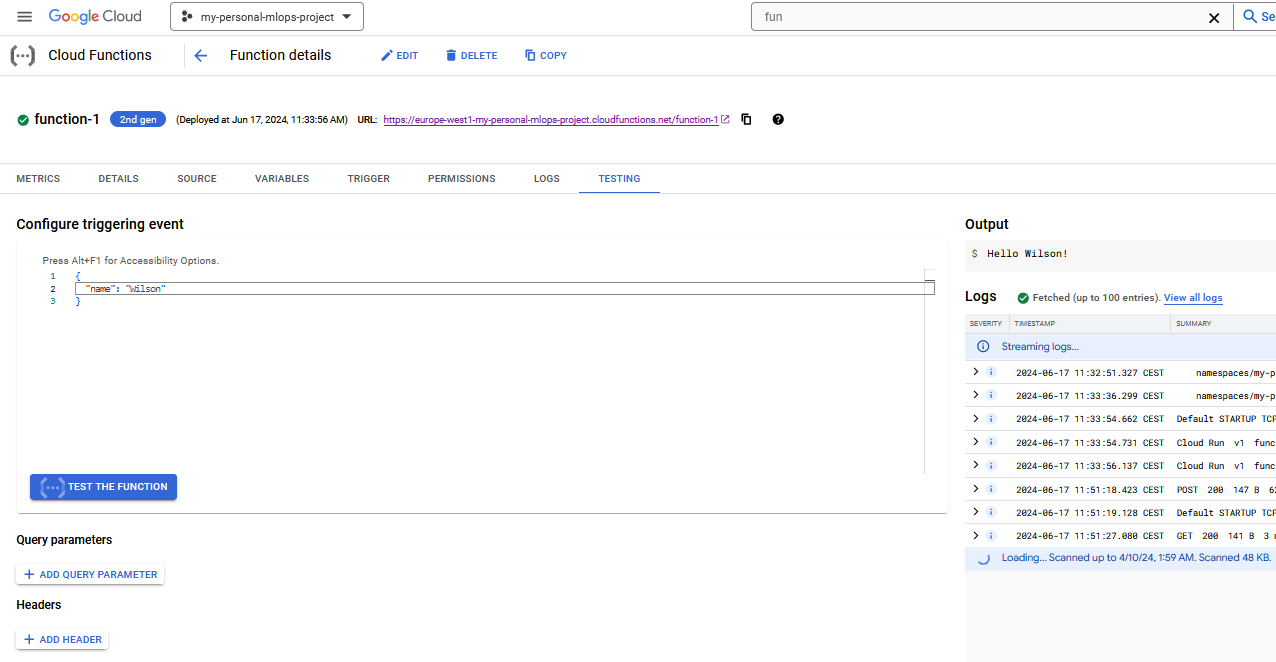 Google Cloud
my-personal-mlops-project
fun
Se
Cloud Functions
Function details
EDIT
DELETE
COPY
function-1
2nd gen
(Deployed at Jun 17, 2024, 11:33:56 AM)
URL:
https://europe-west1-my-personal-mlops-project.cloudfunctions.net/function-1
METRICS
DETAILS
SOURCE
VARIABLES
TRIGGER
PERMISSIONS
LOGS
TESTING
Configure triggering event
Press Alt+F1 for Accessibility Options.
1 {
2 "name": "Wilson"
3 }
TEST THE FUNCTION
Query parameters
+ ADD QUERY PARAMETER
Headers
+ ADD HEADER
Output
$ Hello Wilson!
Logs
Fetched (up to 100 entries). View all logs
SEVERITY TIMESTAMP SUMMARY
Streaming logs...
2024-06-17 11:32:51.327 CEST namespaces/my-p
2024-06-17 11:33:36.299 CEST namespaces/my-p
2024-06-17 11:33:54.662 CEST Default STARTUP TCP
2024-06-17 11:33:54.731 CEST Cloud Run v1 func
2024-06-17 11:33:56.137 CEST Cloud Run v1 func
2024-06-17 11:51:18.423 CEST POST 200 147 B 62
2024-06-17 11:51:19.128 CEST Default STARTUP TCP
2024-06-17 11:51:27.080 CEST GET 200 141 B 3
Loading... Scanned up to 4/10/24, 1:59 AM. Scanned 48 KB.